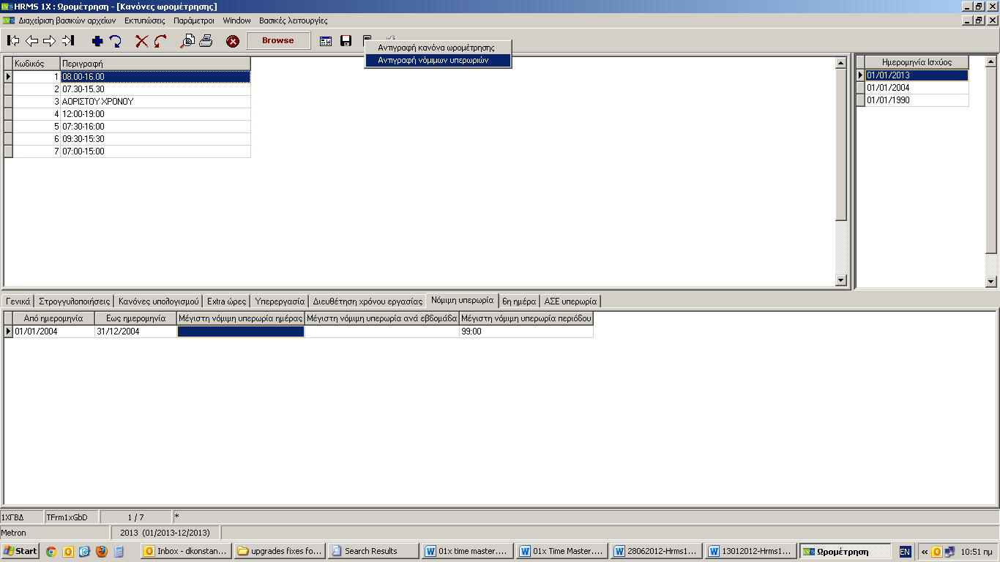 HRMS 1X : Ωρομέτρηση - [Κανόνες ωρομέτρησης]
Διαχείριση βασικών αρχείων Εκτυπώσεις Παράμετροι Window Βασικές λειτουργίες
Browse
Αντιγραφή κανόνα ωρομέτρησης
Αντιγραφή νόμιμων υπερωριών
Κωδικός Περιγραφή
1 08.00-16.00
2 07.30-15.30
3 ΑΟΡΙΣΤΟΥ ΧΡΟΝΟΥ
4 12:00-19:00
5 07:30-16:00
6 09:30-15:30
7 07:00-15:00
Ημερομηνία Ισχύος
01/01/2013
01/01/2004
01/01/1990
Γενικά Στρογγυλοποιήσεις Κανόνες υπολογισμού Extra ώρες Υπερεργασία Διευθέτηση χρόνου εργασίας Νόμιμη υπερωρία 6η ημέρα ΑΣΕ υπερωρία
Από ημερομηνία Εως ημερομηνία Μέγιστη νόμιμη υπερωρία ημέρας Μέγιστη νόμιμη υπερωρία ανά εβδομάδα Μέγιστη νόμιμη υπερωρία περιόδου
01/01/2004 31/12/2004 99:00
1ΧΓΒΔ TFrm1xGbD 1 / 7 *
Metron 2013 (01/2013-12/2013)
Start Inbox - dkonstan... upgrades fixes fo... Search Results 01x time master.... 01x Time Master.... 28062012-Hrms1... 13012012-Hrms1... Ωρομέτρηση EN « 10:51 πμ